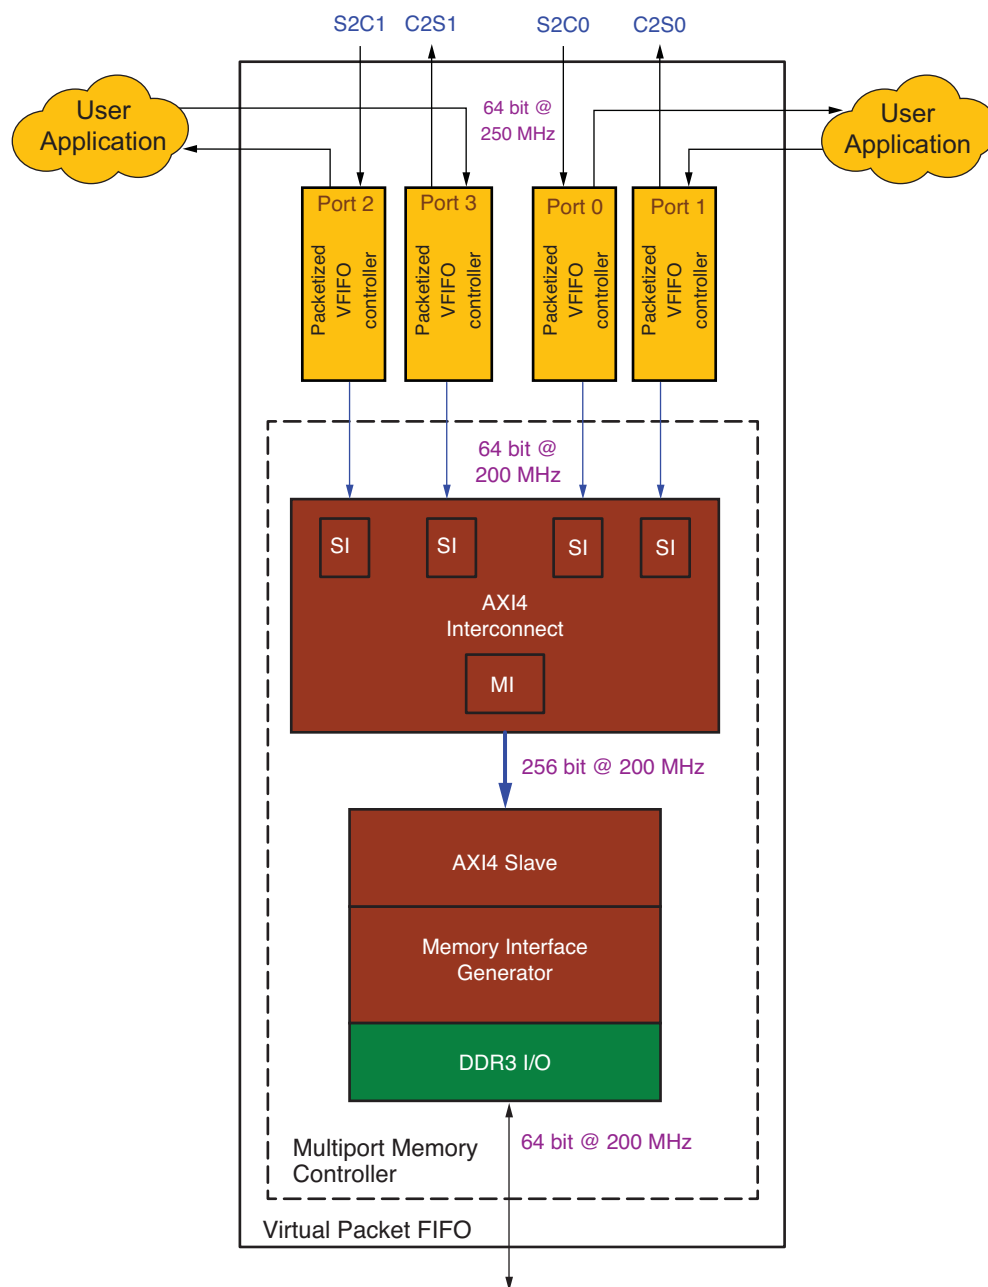 S2C1
C2S1
S2C0
C2S0
User
Application
64 bit @
250 MHz
User
Application
Port 2
Port 3
Port 0
Port 1
Packetized
VFIFO
controller
Packetized
VFIFO
controller
Packetized
VFIFO
controller
Packetized
VFIFO
controller
64 bit @
200 MHz
SI
SI
SI
SI
AXI4
Interconnect
MI
256 bit @ 200 MHz
AXI4 Slave
Memory Interface
Generator
DDR3 I/O
64 bit @ 200 MHz
Multiport Memory
Controller
Virtual Packet FIFO